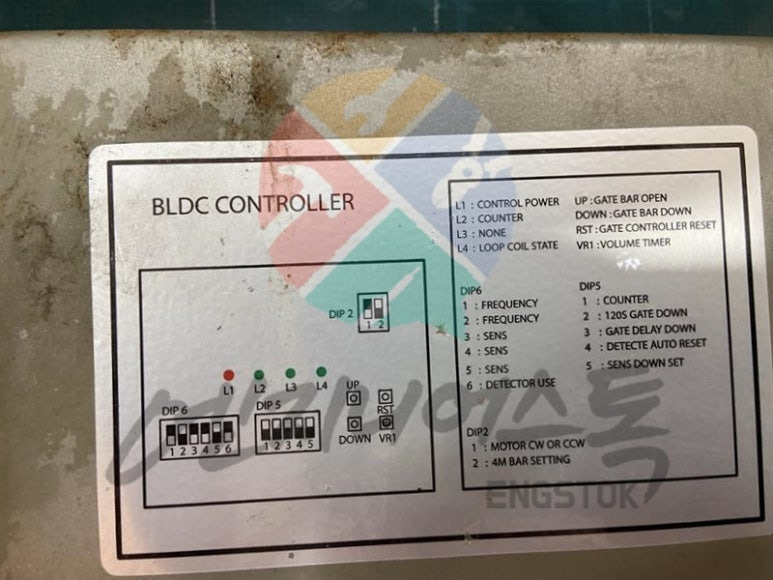 BLDC CONTROLLER
DIP 2
1 2
L1 L2 L3 L4
UP
RST
DOWN VR1
DIP 6
1 2 3 4 5 6
DIP 5
1 2 3 4 5
L1 : CONTROL POWER
L2 : COUNTER
L3 : NONE
L4 : LOOP COIL STATE
UP : GATE BAR OPEN
DOWN : GATE BAR DOWN
RST : GATE CONTROLLER RESET
VR1 : VOLUME TIMER
DIP6
1 : FREQUENCY
2 : FREQUENCY
3 : SENS
4 : SENS
5 : SENS
6 : DETECTOR USE
DIP5
1 : COUNTER
2 : 120S GATE DOWN
3 : GATE DELAY DOWN
4 : DETECTE AUTO RESET
5 : SENS DOWN SET
DIP2
1 : MOTOR CW OR CCW
2 : 4M BAR SETTING
엔지니어스톡
ENGSTOK